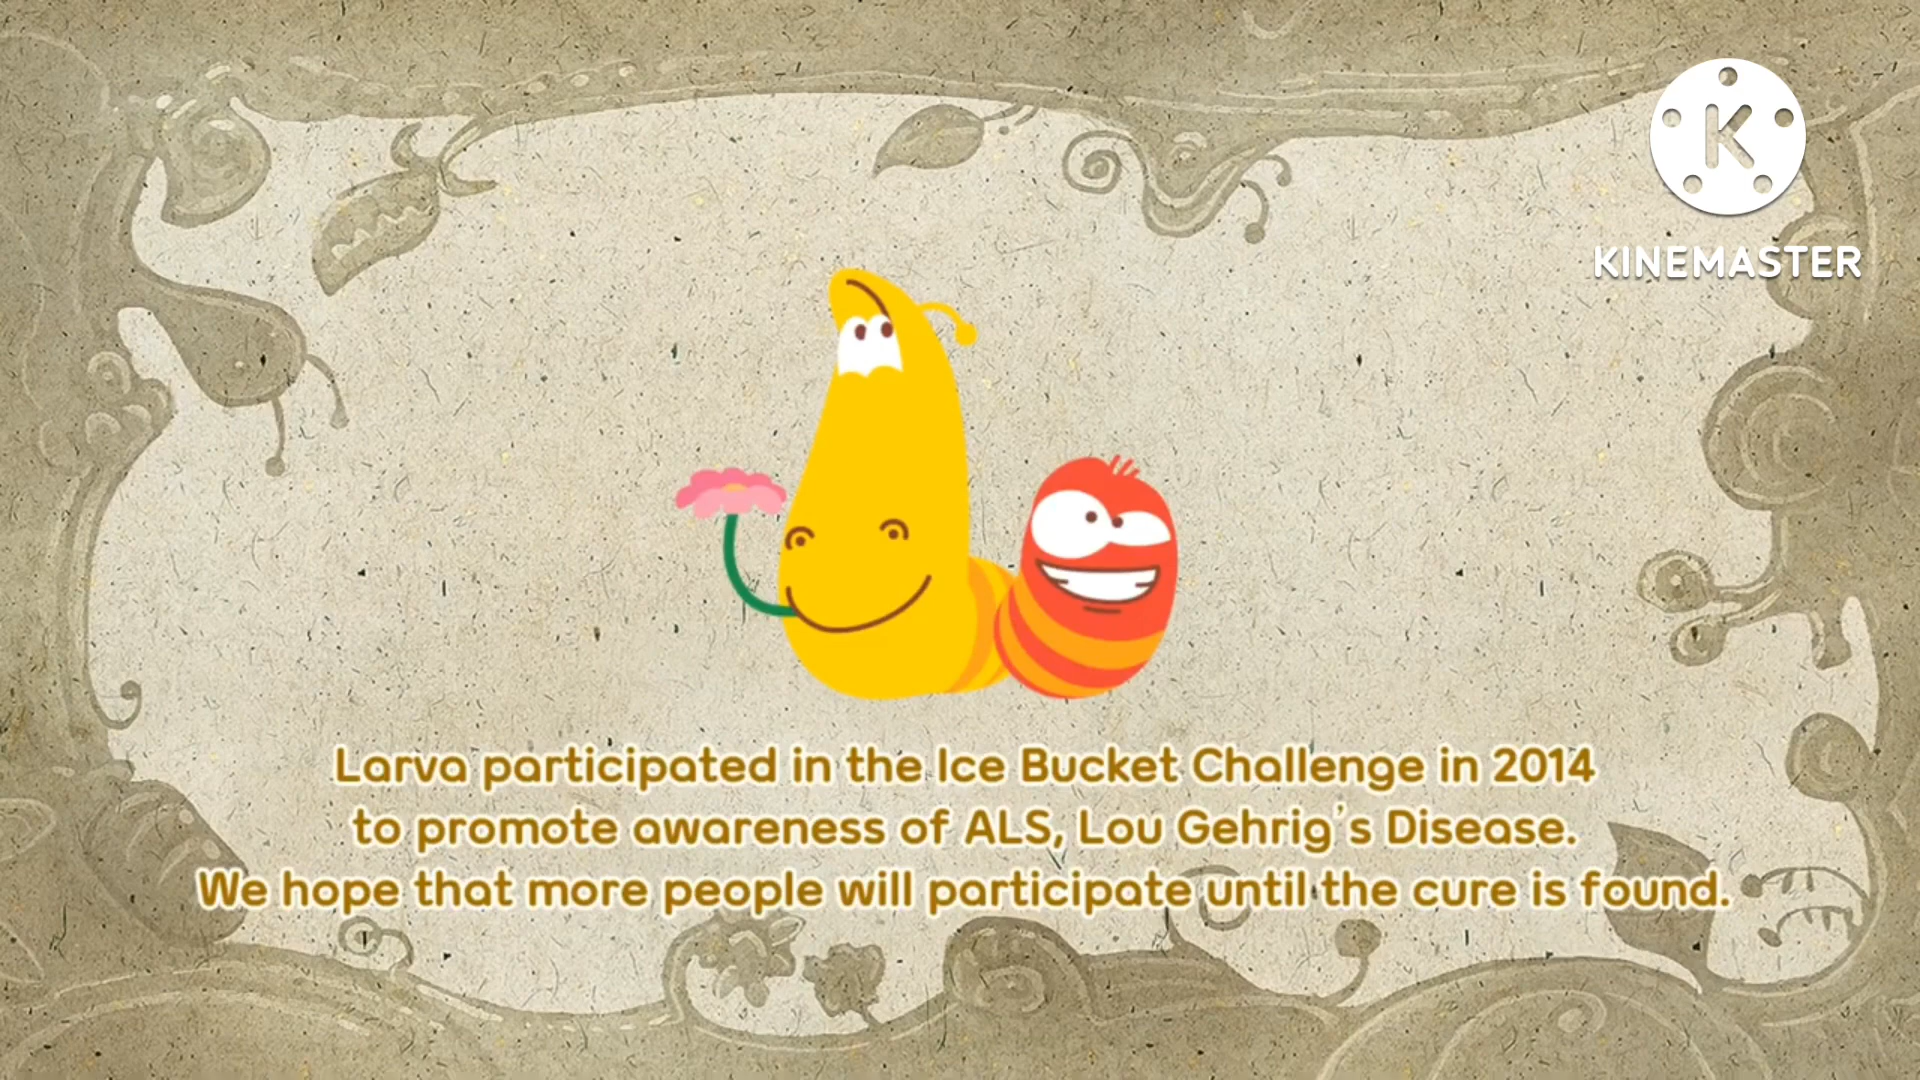 K
KINEMASTER
Larva participated in the Ice Bucket Challenge in 2014
to promote awareness of ALS, Lou Gehrig's Disease.
We hope that more people will participate until the cure is found.